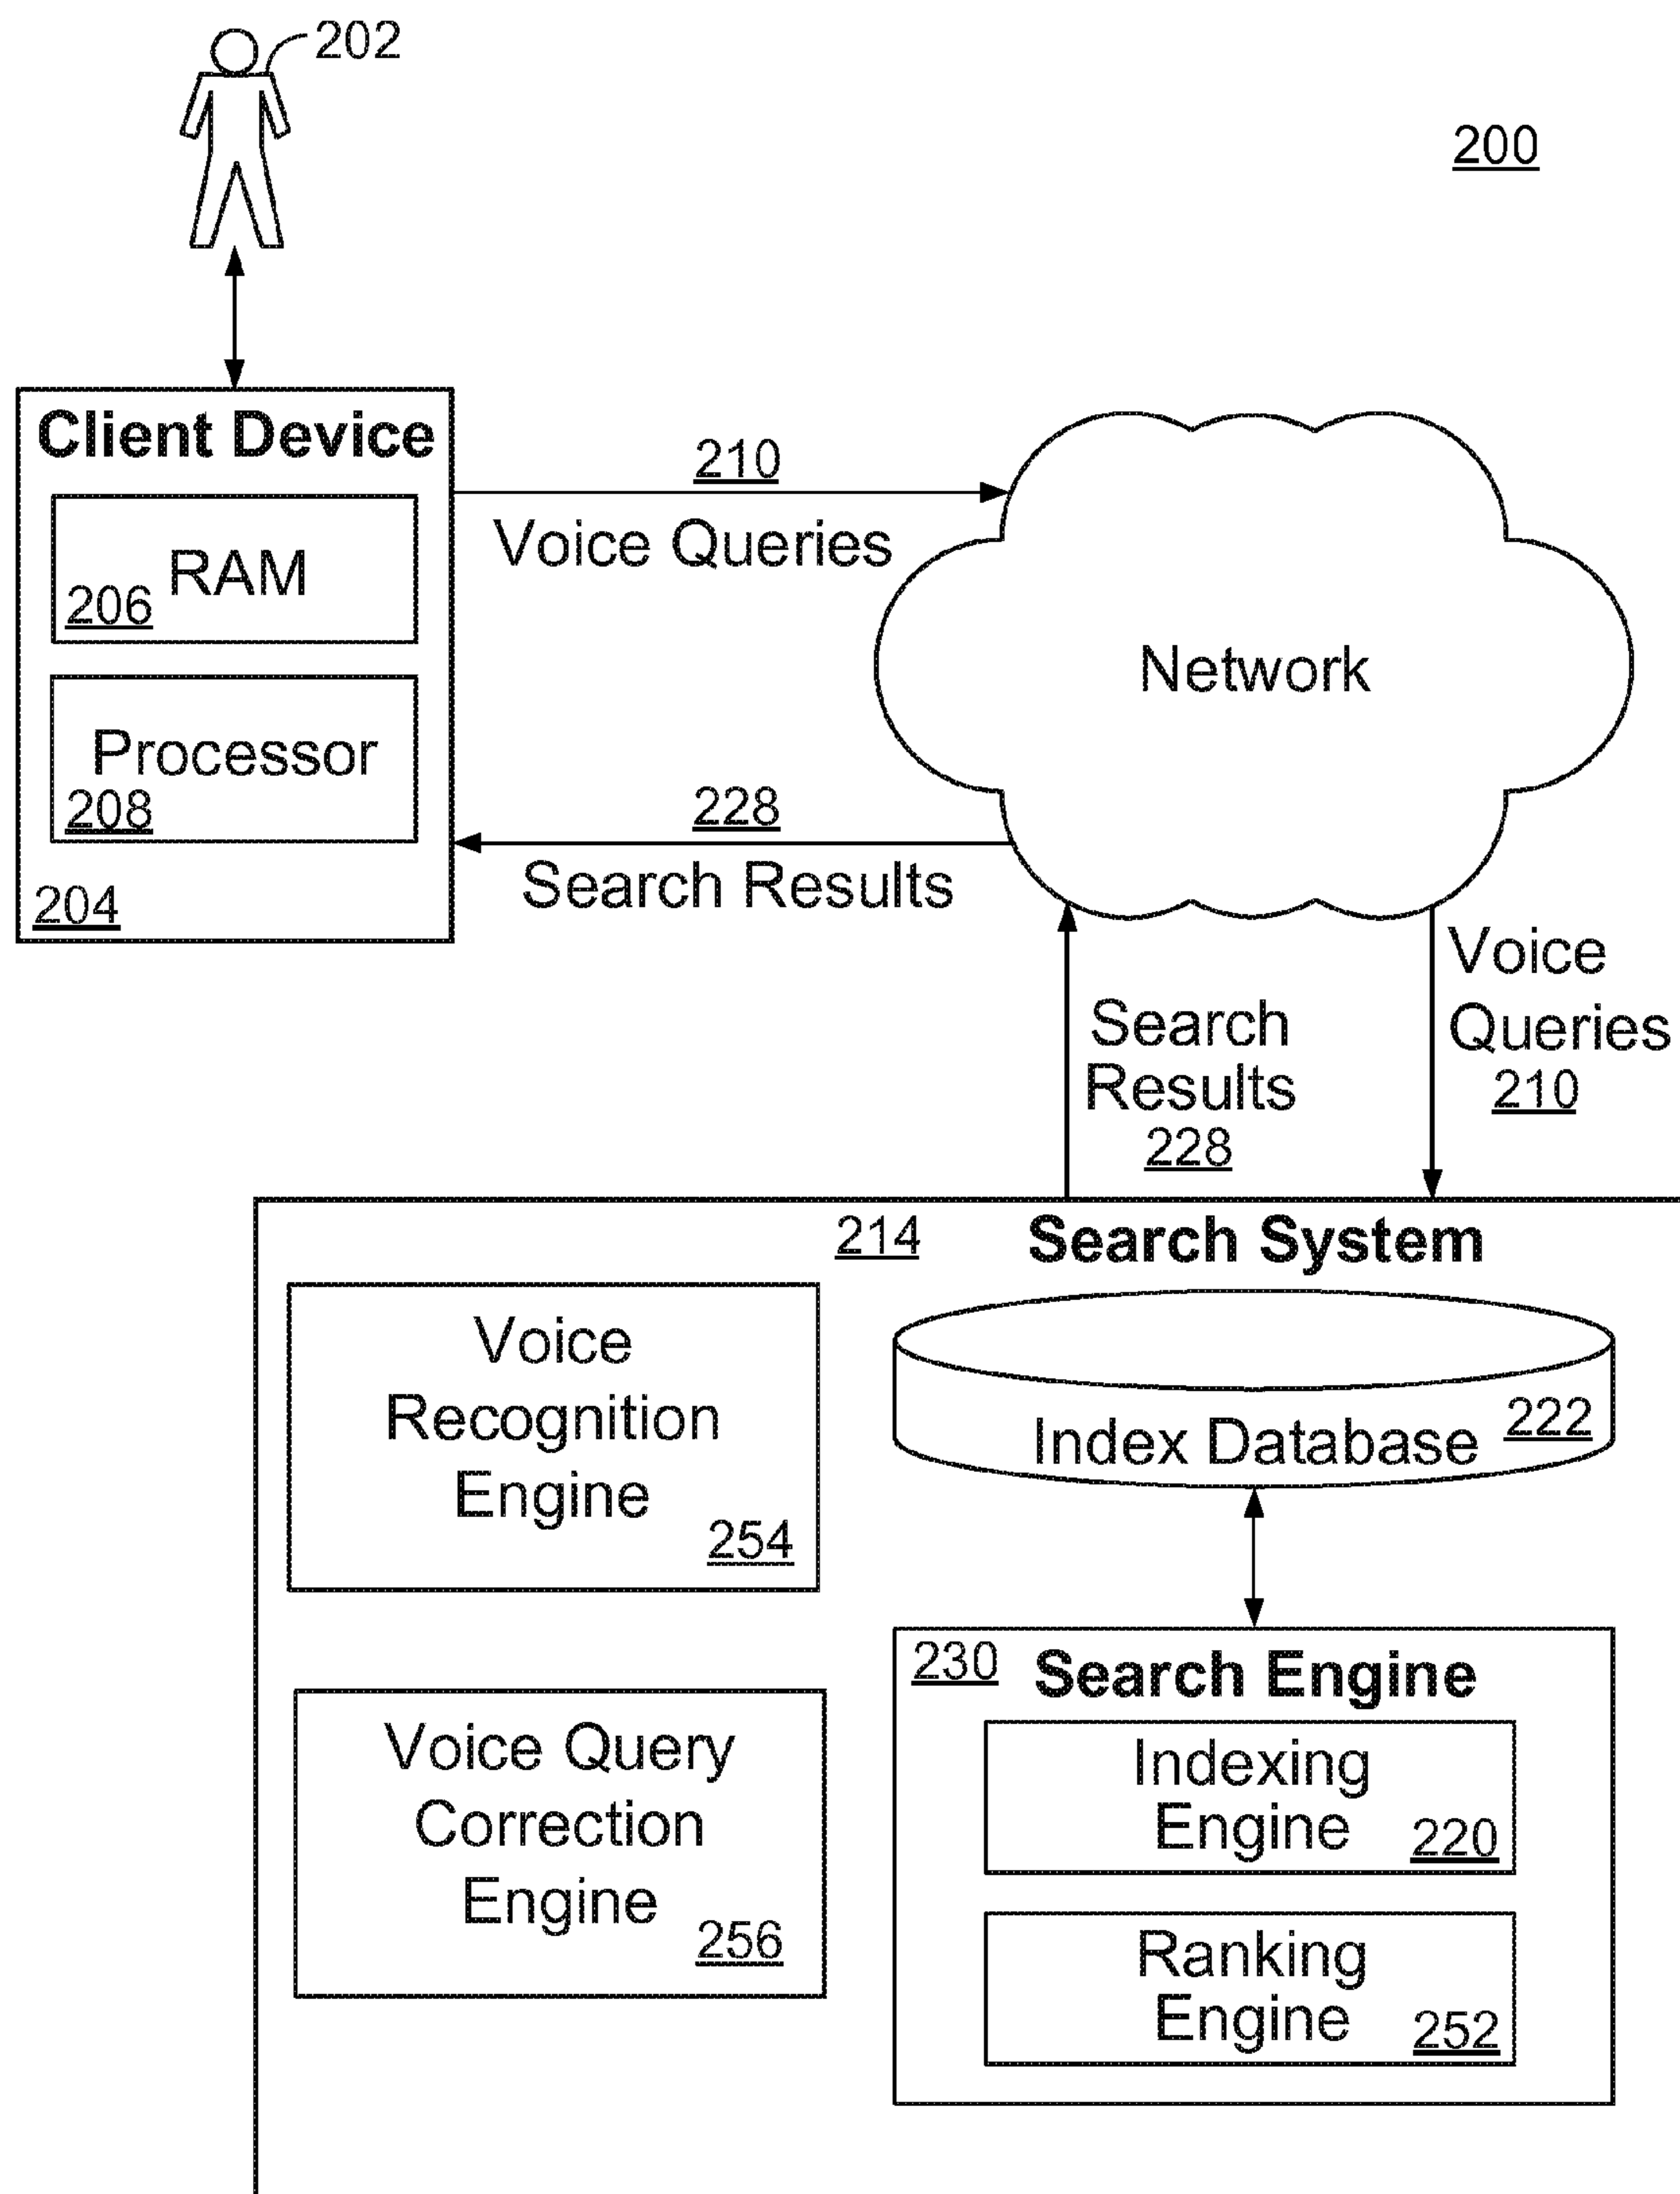 202
200
Client Device
RAM
206
Processor
208
204
210
Voice Queries
Network
228
Search Results
Search
Results
228
Voice
Queries
210
214
Search System
Voice
Recognition
Engine
254
Index Database
222
Voice Query
Correction
Engine
256
230
Search Engine
Indexing
Engine
220
Ranking
Engine
252